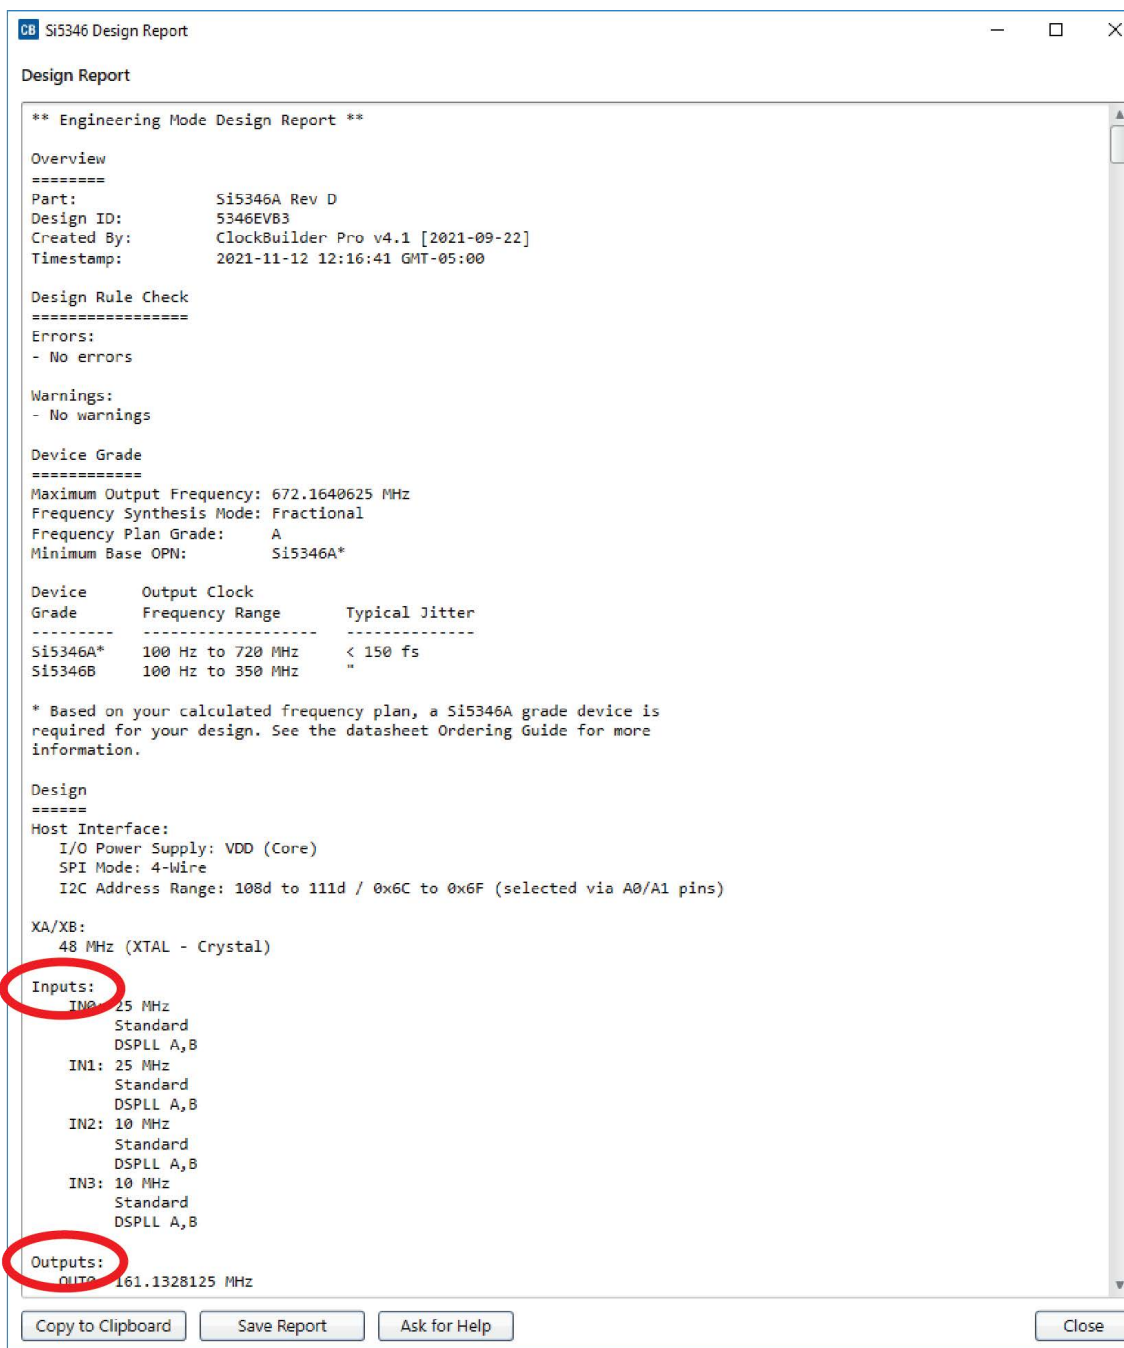 CB Si5346 Design Report
Design Report
** Engineering Mode Design Report **
Overview
========
Part: Si5346A Rev D
Design ID: 5346EVB3
Created By: ClockBuilder Pro v4.1 [2021-09-22]
Timestamp: 2021-11-12 12:16:41 GMT-05:00
Design Rule Check
=================
Errors:
- No errors
Warnings:
- No warnings
Device Grade
============
Maximum Output Frequency: 672.1640625 MHz
Frequency Synthesis Mode: Fractional
Frequency Plan Grade: A
Minimum Base OPN: Si5346A*
Device Output Clock
Grade Frequency Range Typical Jitter
--------- ------------------- --------------
Si5346A* 100 Hz to 720 MHz < 150 fs
Si5346B 100 Hz to 350 MHz "
* Based on your calculated frequency plan, a Si5346A grade device is
required for your design. See the datasheet Ordering Guide for more
information.
Design
======
Host Interface:
I/O Power Supply: VDD (Core)
SPI Mode: 4-Wire
I2C Address Range: 108d to 111d / 0x6C to 0x6F (selected via A0/A1 pins)
XA/XB:
48 MHz (XTAL - Crystal)
Inputs:
IN0: 25 MHz
Standard
DSPLL A,B
IN1: 25 MHz
Standard
DSPLL A,B
IN2: 10 MHz
Standard
DSPLL A,B
IN3: 10 MHz
Standard
DSPLL A,B
Outputs:
OUT0: 161.1328125 MHz
Copy to Clipboard Save Report Ask for Help Close